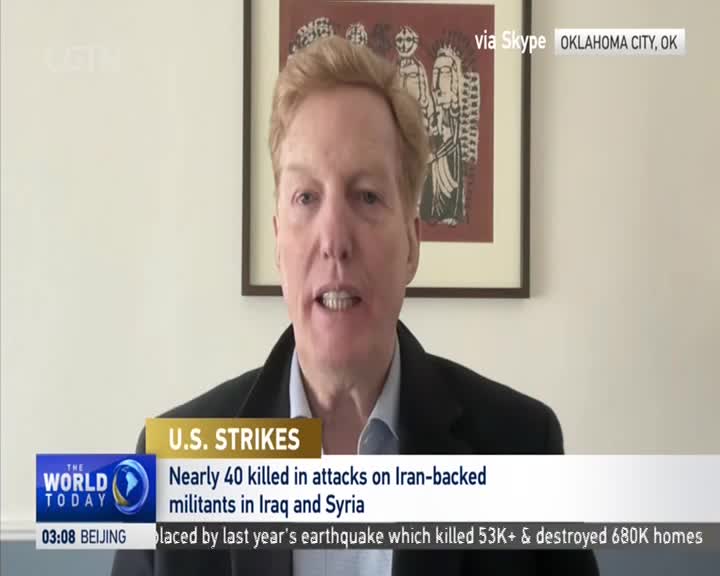 CGTN
via Skype
OKLAHOMA CITY, OK
U.S. STRIKES
THE
WORLD
TODAY
Nearly 40 killed in attacks on Iran-backed
militants in Iraq and Syria
03:08 BEIJING
placed by last year's earthquake which killed 53K+ & destroyed 680K homes